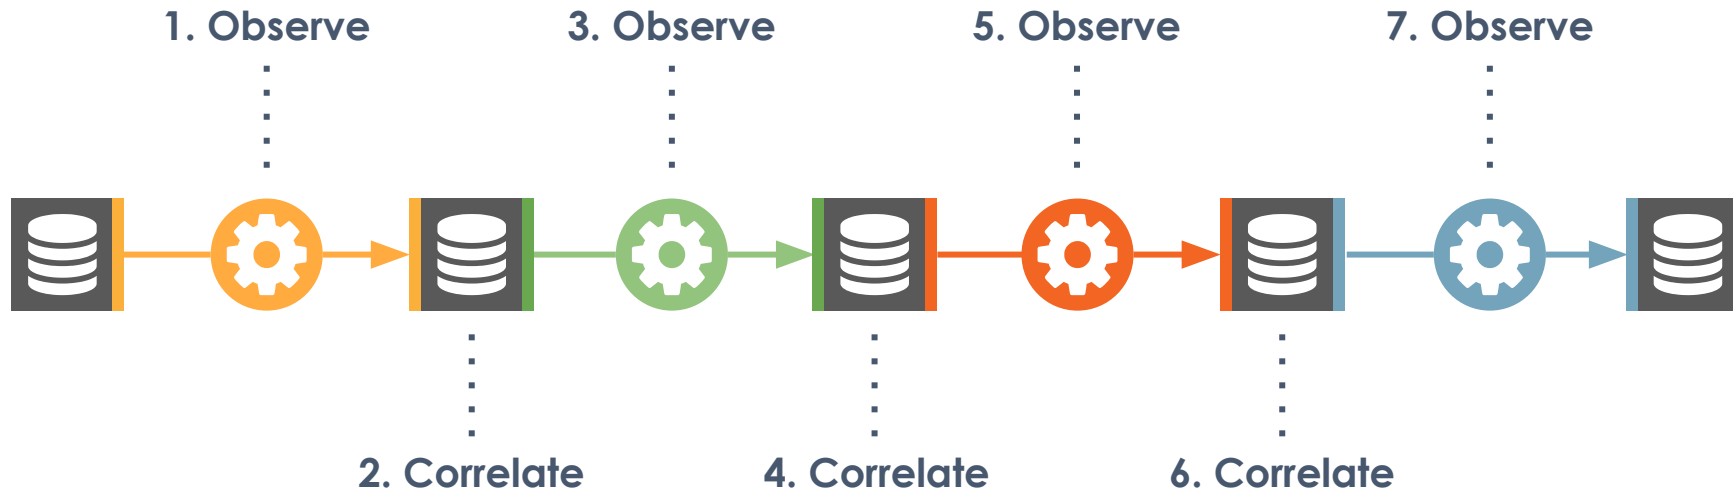 1. Observe
3. Observe
5. Observe
7. Observe
2. Correlate
4. Correlate
6. Correlate